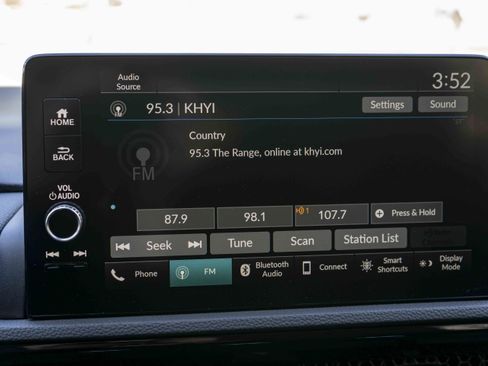 Audio
Source
3:52
95.3 | KHYI
Settings
Sound
HOME
BACK
VOL
AUDIO
Country
95.3 The Range, online at khyi.com
FM
87.9
98.1
1
107.7
Press & Hold
Seek
Tune
Scan
Station List
Phone
FM
Bluetooth
Audio
Connect
Smart
Shortcuts
Display
Mode